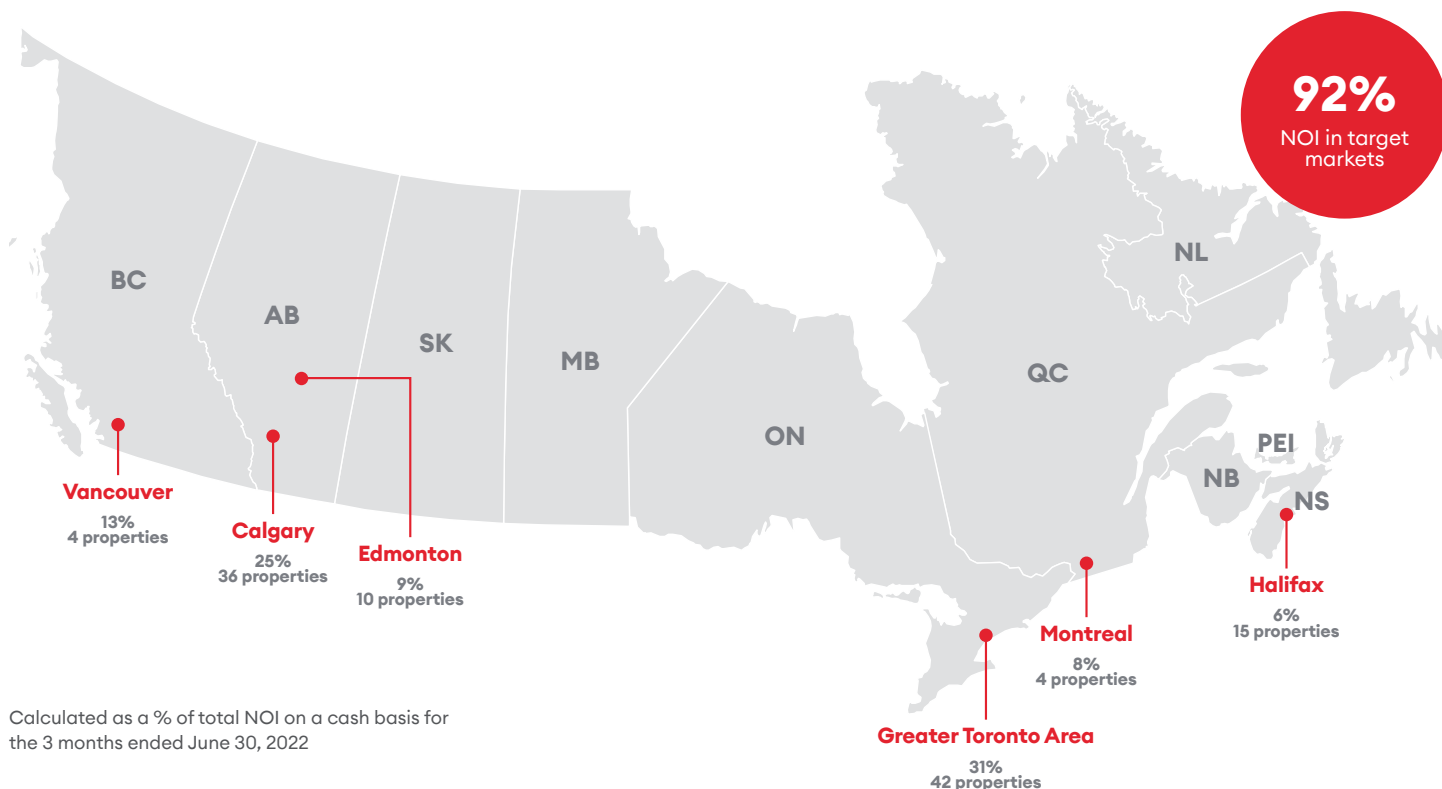 92%
NOI in target
markets
BC
AB
SK
MB
ON
QC
NL
PEI
NB
NS
Vancouver
13%
4 properties
Calgary
25%
36 properties
Edmonton
9%
10 properties
Greater Toronto Area
31%
42 properties
Montreal
8%
4 properties
Halifax
6%
15 properties
Calculated as a % of total NOI on a cash basis for
the 3 months ended June 30, 2022